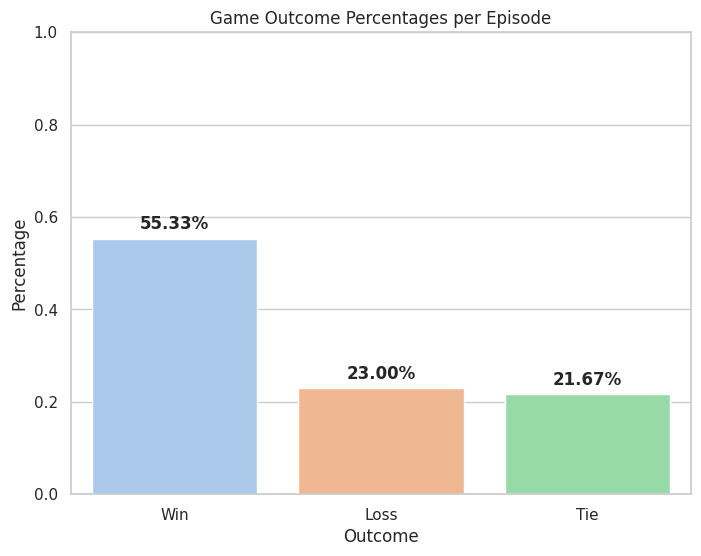 Game Outcome Percentages per Episode
1.0
0.8
0.6
0.4
0.2
0.0
Percentage
55.33%
23.00%
21.67%
Win
Loss
Tie
Outcome